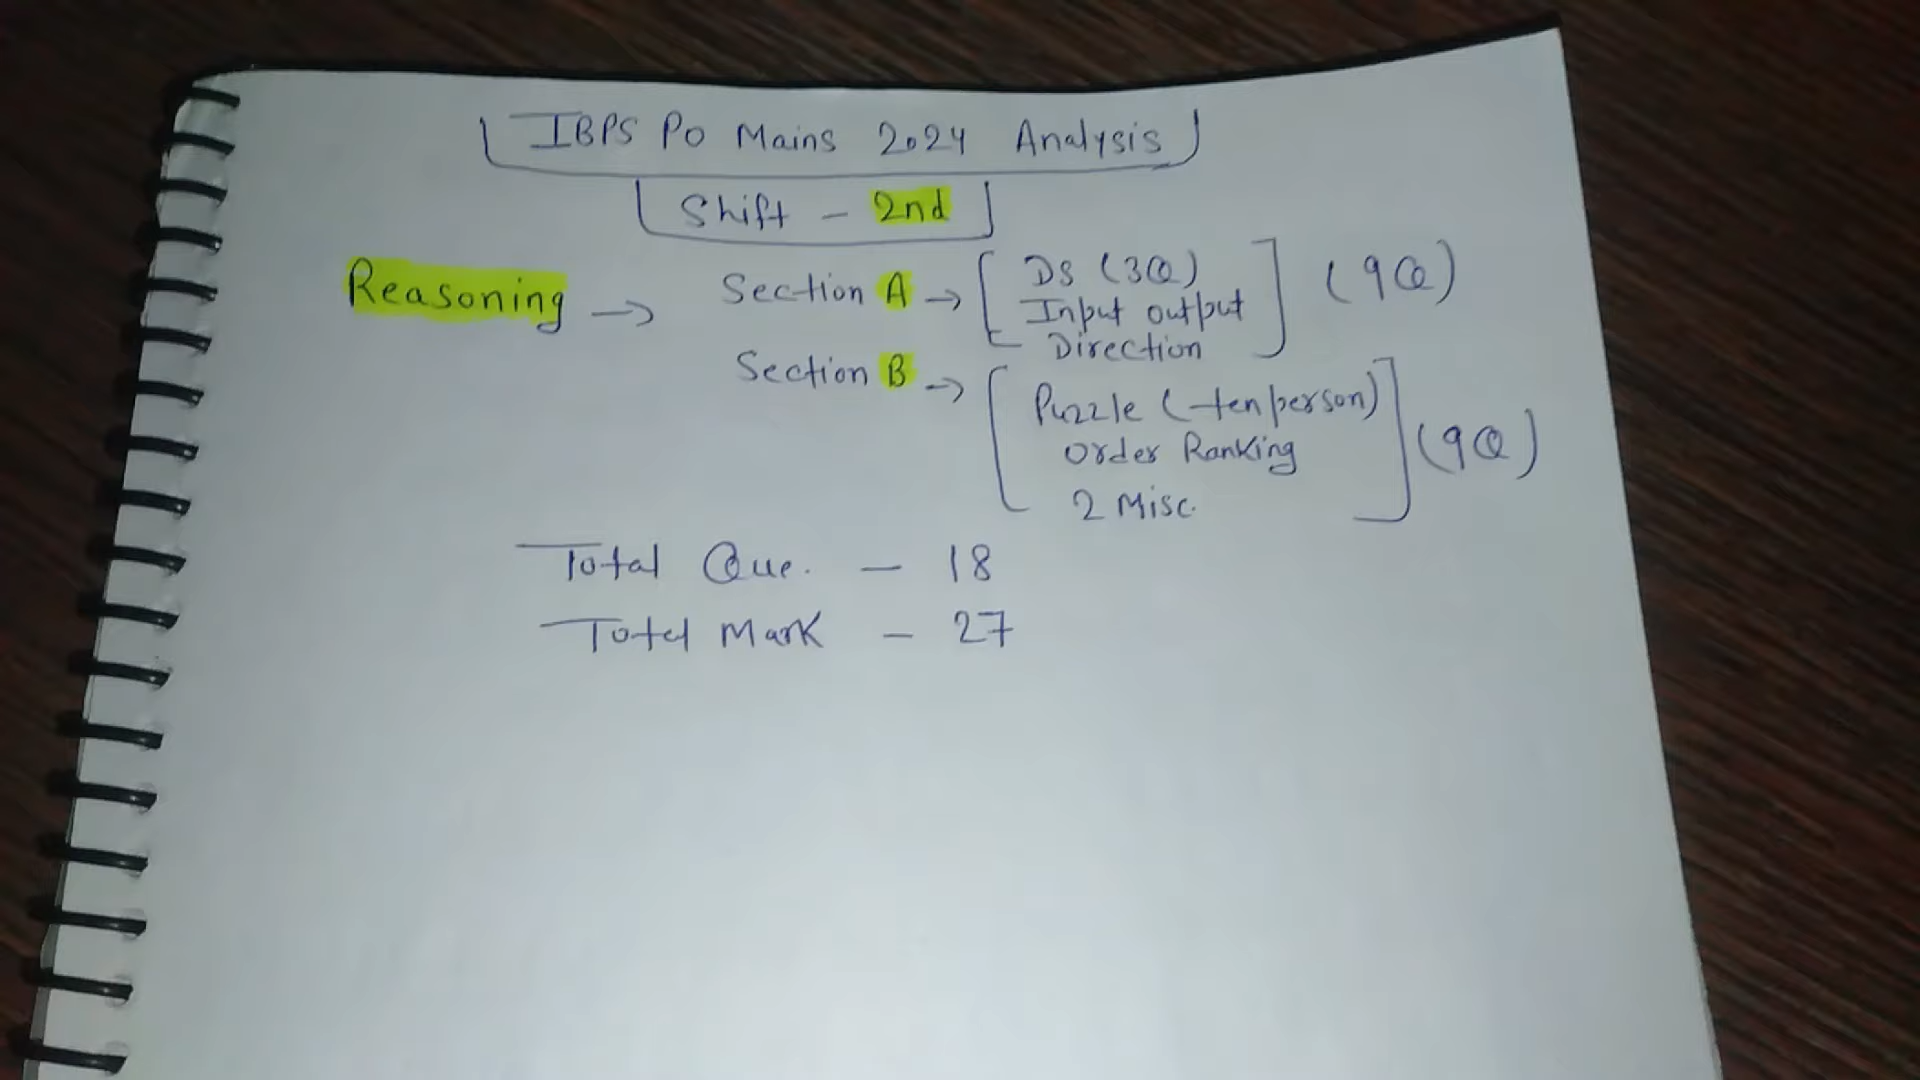 IBPS PO Mains 2024 Analysis
Shift - 2nd
Reasoning → Section A → [ DS (3Q) ] (9Q)
Input output
Direction
Section B → [ Puzzle (ten person) ] (9Q)
Order Ranking
2 Misc.
Total Que. - 18
Total Mark - 27